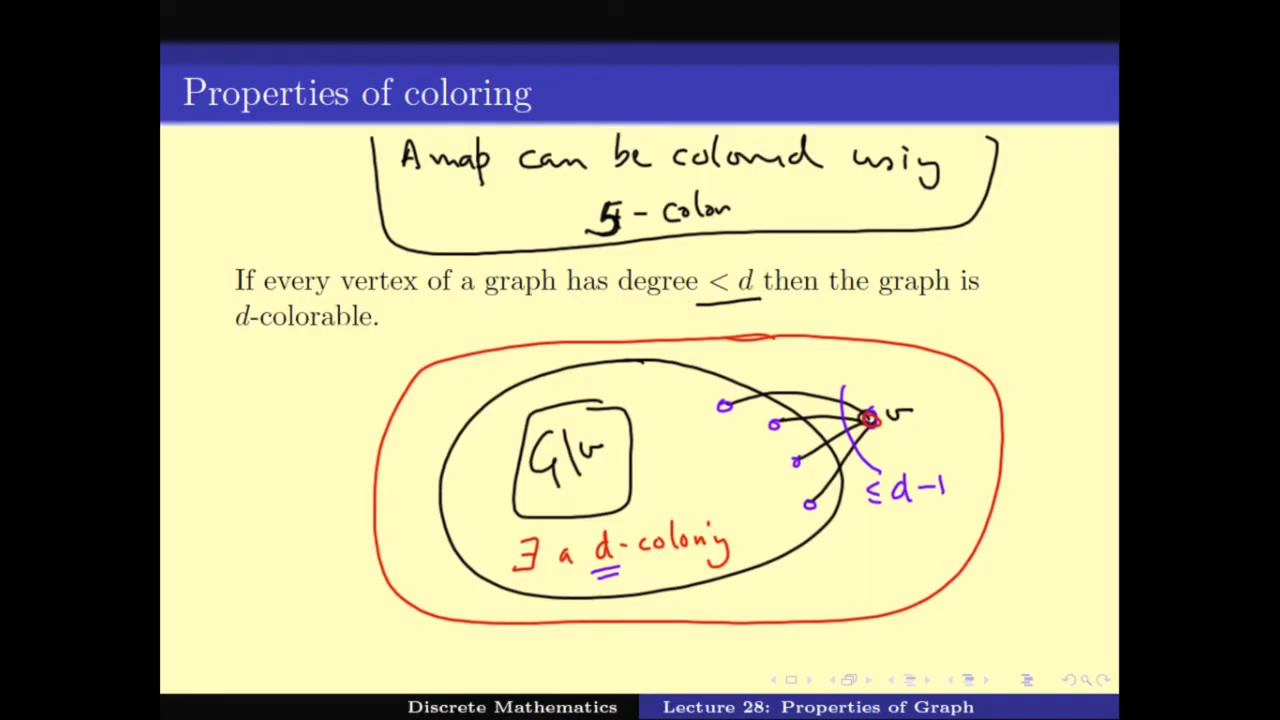 Properties of coloring
A map can be colored using
5 - color
If every vertex of a graph has degree < d then the graph is
d-colorable.
v
G/v
≤ d-1
∃ a d-coloring
Discrete Mathematics Lecture 28: Properties of Graph